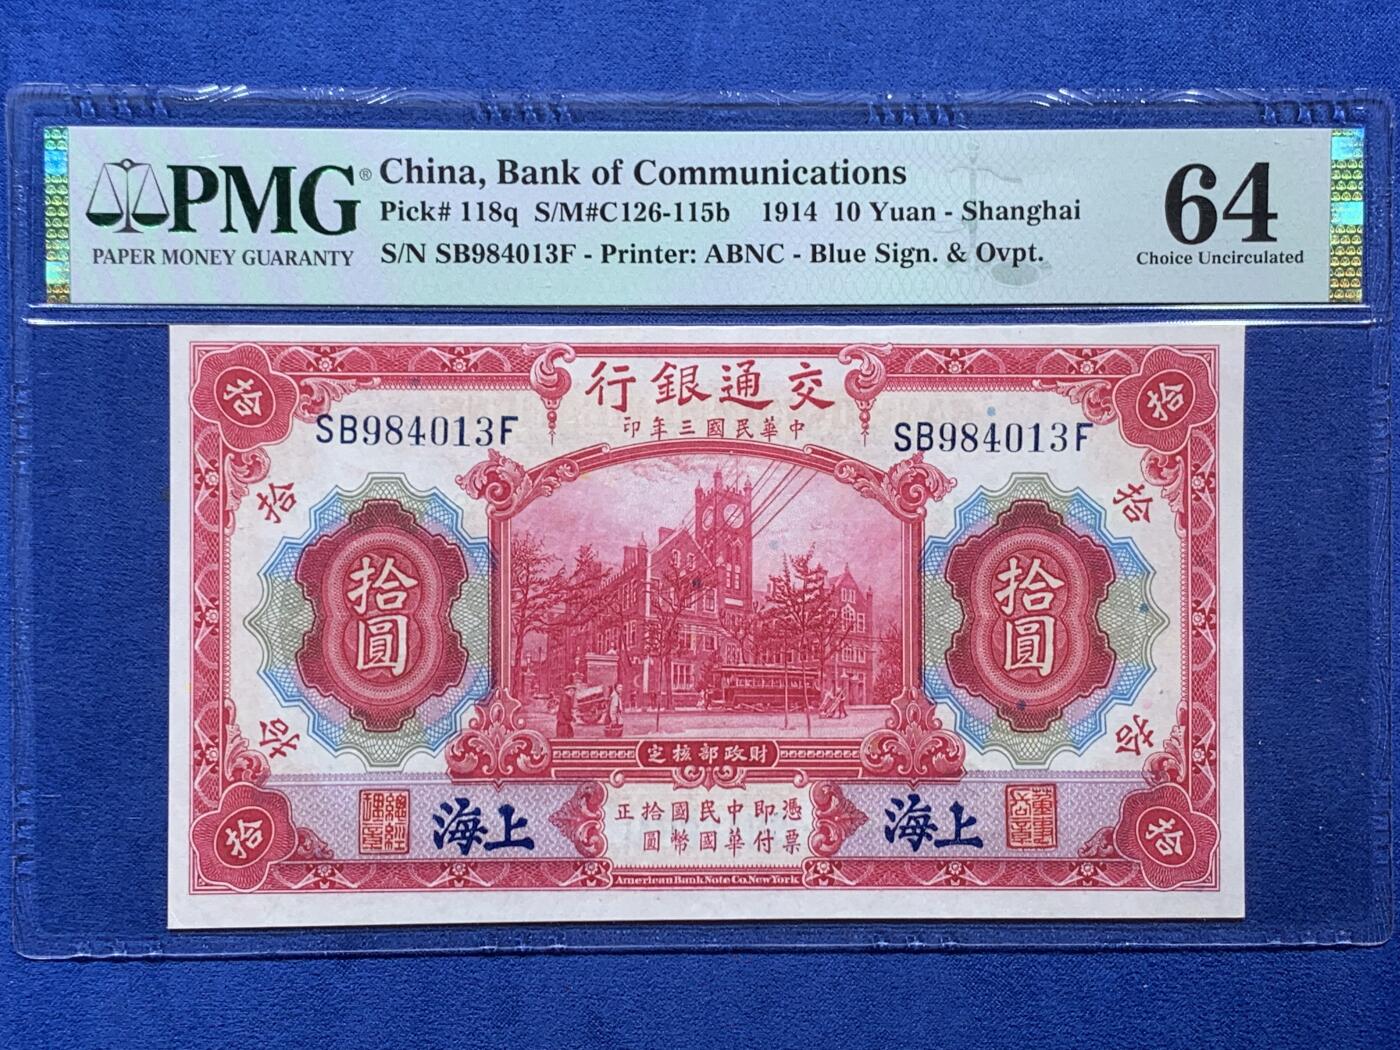 PMG®
PAPER MONEY GUARANTY
China, Bank of Communications
Pick# 118q S/M#C126-115b 1914 10 Yuan - Shanghai
S/N SB984013F - Printer: ABNC - Blue Sign. & Ovpt.
64
Choice Uncirculated
拾
行銀通交
拾
印年三國民華中
SB984013F
SB984013F
拾
拾
拾圓
拾圓
拾
拾
定核部政財
拾
海上
正拾國民中即憑
圓幣國華付票
海上
拾
American Bank Note Co. New York